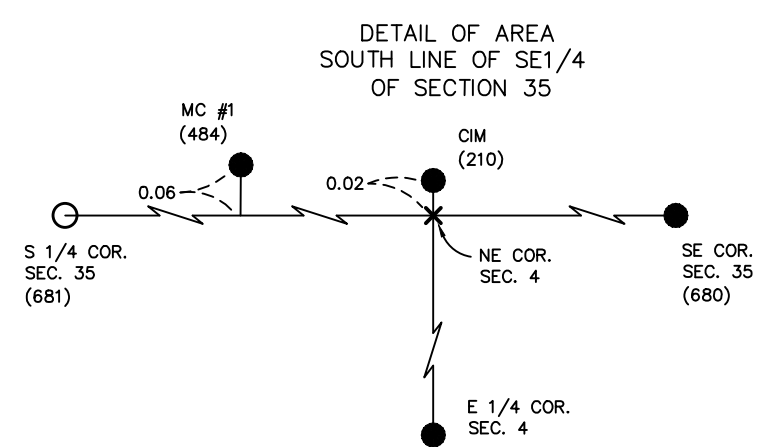 DETAIL OF AREA
SOUTH LINE OF SE1/4
OF SECTION 35
MC #1
(484)
CIM
(210)
0.06
0.02
S 1/4 COR.
SEC. 35
(681)
NE COR.
SEC. 4
SE COR.
SEC. 35
(680)
E 1/4 COR.
SEC. 4